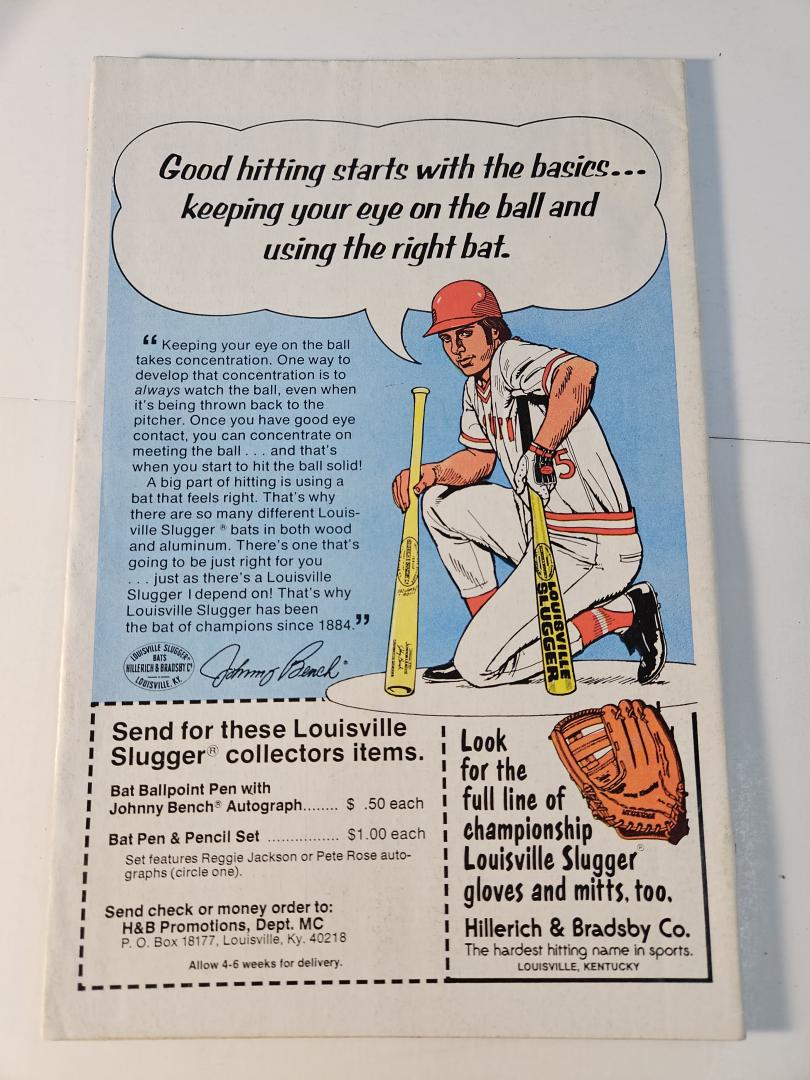 Good hitting starts with the basics...
keeping your eye on the ball and
using the right bat.
“ Keeping your eye on the ball
takes concentration. One way to
develop that concentration is to
always watch the ball, even when
it's being thrown back to the
pitcher. Once you have good eye
contact, you can concentrate on
meeting the ball . . . and that's
when you start to hit the ball solid!
A big part of hitting is using a
bat that feels right. That's why
there are so many different Louis-
ville Slugger ® bats in both wood
and aluminum. There's one that's
going to be just right for you
. . . just as there's a Louisville
Slugger I depend on! That's why
Louisville Slugger has been
the bat of champions since 1884.”
LOUISVILLE SLUGGER
BATS
HILLERICH & BRADSBY Co
LOUISVILLE, KY.
Johnny Bench®
5
LOUISVILLE
SLUGGER
Send for these Louisville
Slugger® collectors items.
Bat Ballpoint Pen with
Johnny Bench® Autograph........ $ .50 each
Bat Pen & Pencil Set ................ $1.00 each
Set features Reggie Jackson or Pete Rose auto-
graphs (circle one).
Send check or money order to:
H&B Promotions, Dept. MC
P. O. Box 18177, Louisville, Ky. 40218
Allow 4-6 weeks for delivery.
Look
for the
full line of
championship
Louisville Slugger®
gloves and mitts, too.
Hillerich & Bradsby Co.
The hardest hitting name in sports.
LOUISVILLE, KENTUCKY